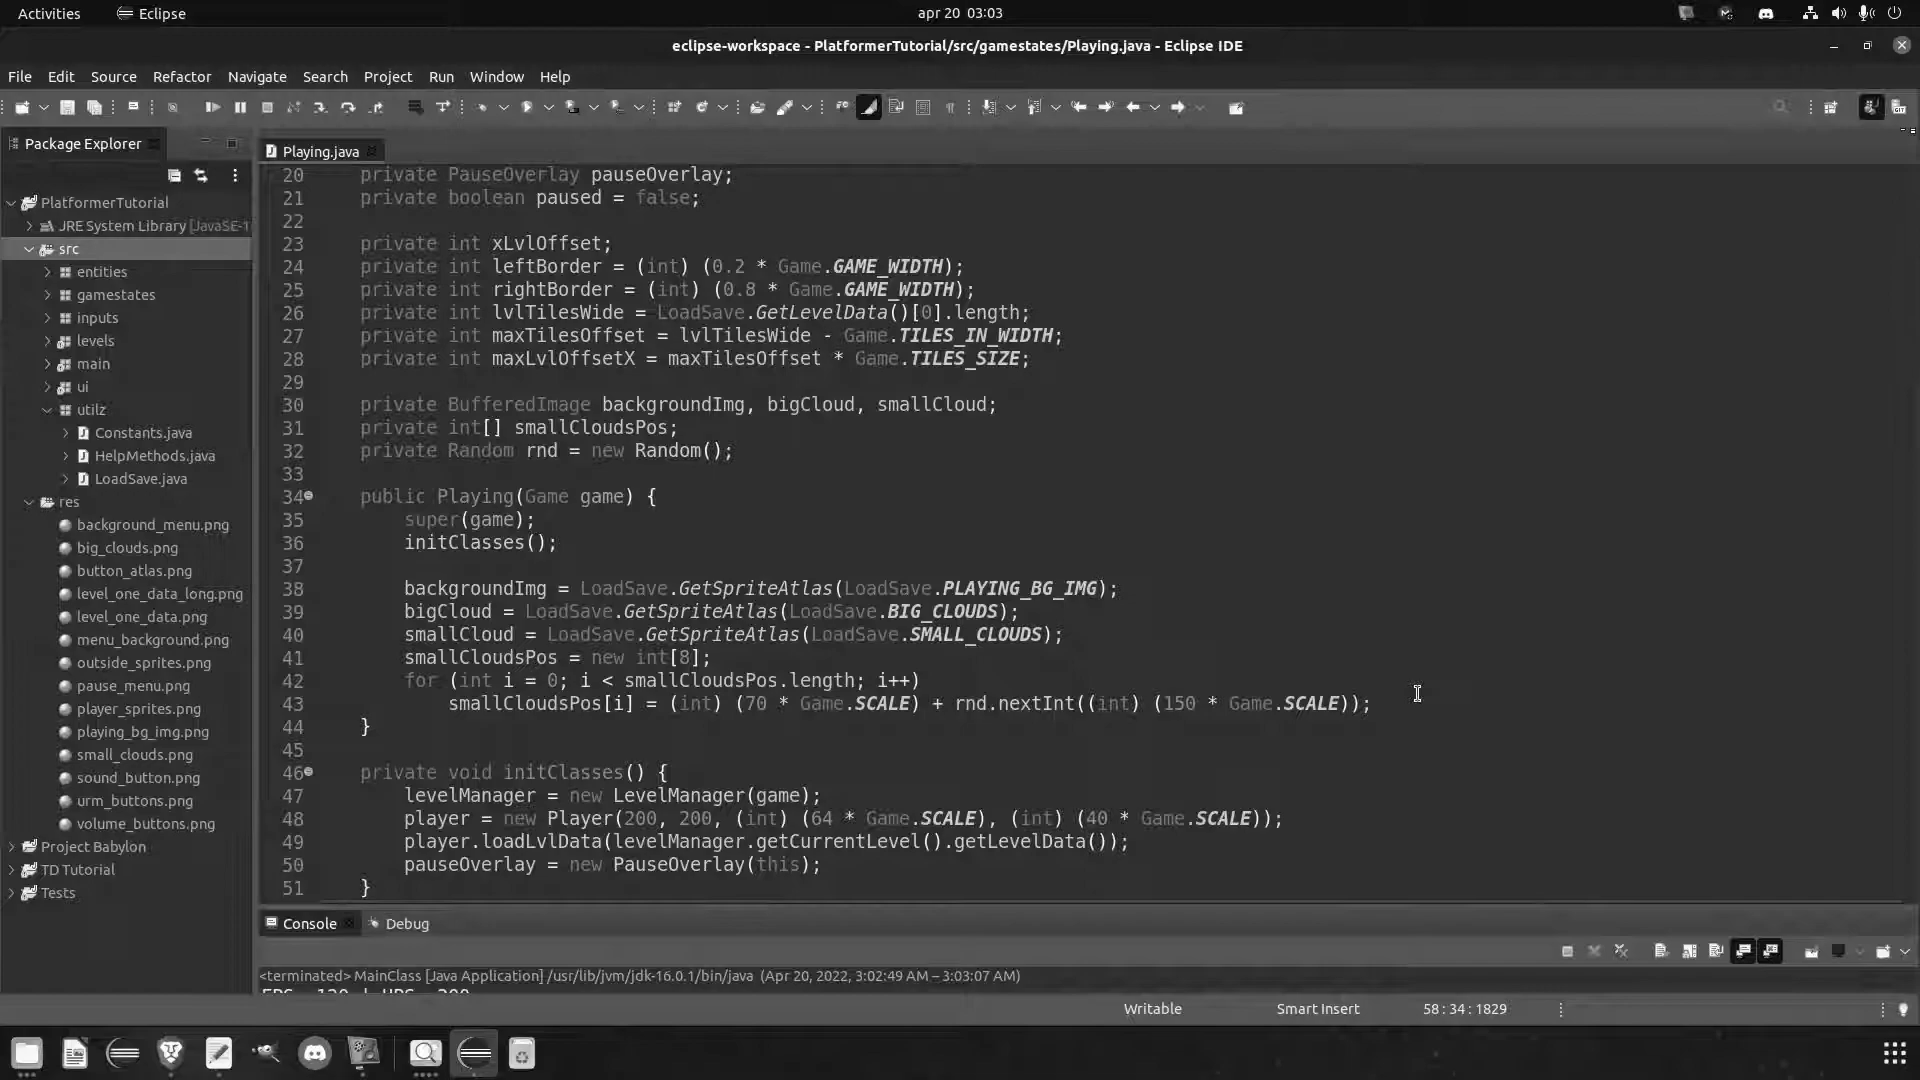 Activities
Eclipse
apr 20 03:03
eclipse-workspace - PlatformerTutorial/src/gamestates/Playing.java - Eclipse IDE
File Edit Source Refactor Navigate Search Project Run Window Help
Package Explorer
PlatformerTutorial
JRE System Library [JavaSE-1
src
entities
gamestates
inputs
levels
main
ui
utilz
Constants.java
HelpMethods.java
LoadSave.java
res
background_menu.png
big_clouds.png
button_atlas.png
level_one_data_long.png
level_one_data.png
menu_background.png
outside_sprites.png
pause_menu.png
player_sprites.png
playing_bg_img.png
small_clouds.png
sound_button.png
urm_buttons.png
volume_buttons.png
Project Babylon
TD Tutorial
Tests
Playing.java
20 private PauseOverlay pauseOverlay;
21 private boolean paused = false;
22
23 private int xLvlOffset;
24 private int leftBorder = (int) (0.2 * Game.GAME_WIDTH);
25 private int rightBorder = (int) (0.8 * Game.GAME_WIDTH);
26 private int lvlTilesWide = LoadSave.GetLevelData()[0].length;
27 private int maxTilesOffset = lvlTilesWide - Game.TILES_IN_WIDTH;
28 private int maxLvlOffsetX = maxTilesOffset * Game.TILES_SIZE;
29
30 private BufferedImage backgroundImg, bigCloud, smallCloud;
31 private int[] smallCloudsPos;
32 private Random rnd = new Random();
33
34 public Playing(Game game) {
35 super(game);
36 initClasses();
37
38 backgroundImg = LoadSave.GetSpriteAtlas(LoadSave.PLAYING_BG_IMG);
39 bigCloud = LoadSave.GetSpriteAtlas(LoadSave.BIG_CLOUDS);
40 smallCloud = LoadSave.GetSpriteAtlas(LoadSave.SMALL_CLOUDS);
41 smallCloudsPos = new int[8];
42 for (int i = 0; i < smallCloudsPos.length; i++)
43 smallCloudsPos[i] = (int) (70 * Game.SCALE) + rnd.nextInt((int) (150 * Game.SCALE));
44 }
45
46 private void initClasses() {
47 levelManager = new LevelManager(game);
48 player = new Player(200, 200, (int) (64 * Game.SCALE), (int) (40 * Game.SCALE));
49 player.loadLvlData(levelManager.getCurrentLevel().getLevelData());
50 pauseOverlay = new PauseOverlay(this);
51 }
Console Debug
<terminated> MainClass [Java Application] /usr/lib/jvm/jdk-16.0.1/bin/java (Apr 20, 2022, 3:02:49 AM – 3:03:07 AM)
Writable Smart Insert 58 : 34 : 1829